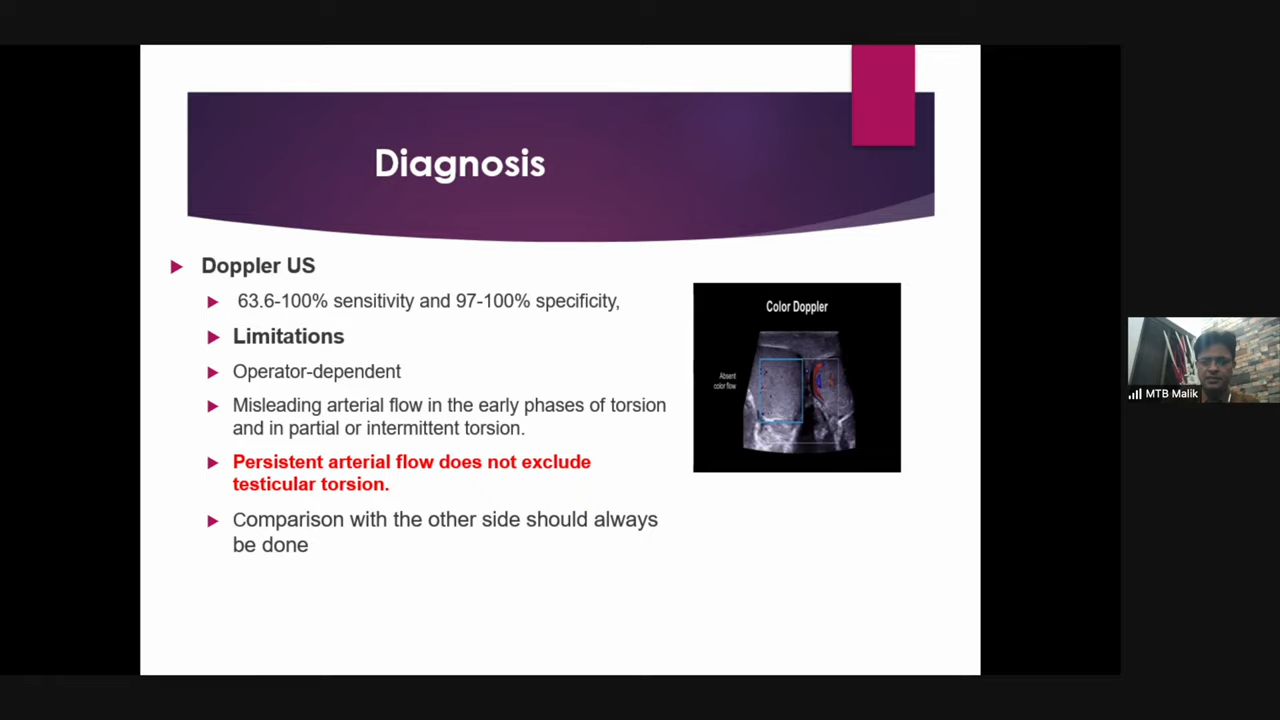 Diagnosis
Doppler US
63.6-100% sensitivity and 97-100% specificity,
Limitations
Operator-dependent
Misleading arterial flow in the early phases of torsion
and in partial or intermittent torsion.
Persistent arterial flow does not exclude
testicular torsion.
Comparison with the other side should always
be done
Color Doppler
Absent
color flow
MTB Malik